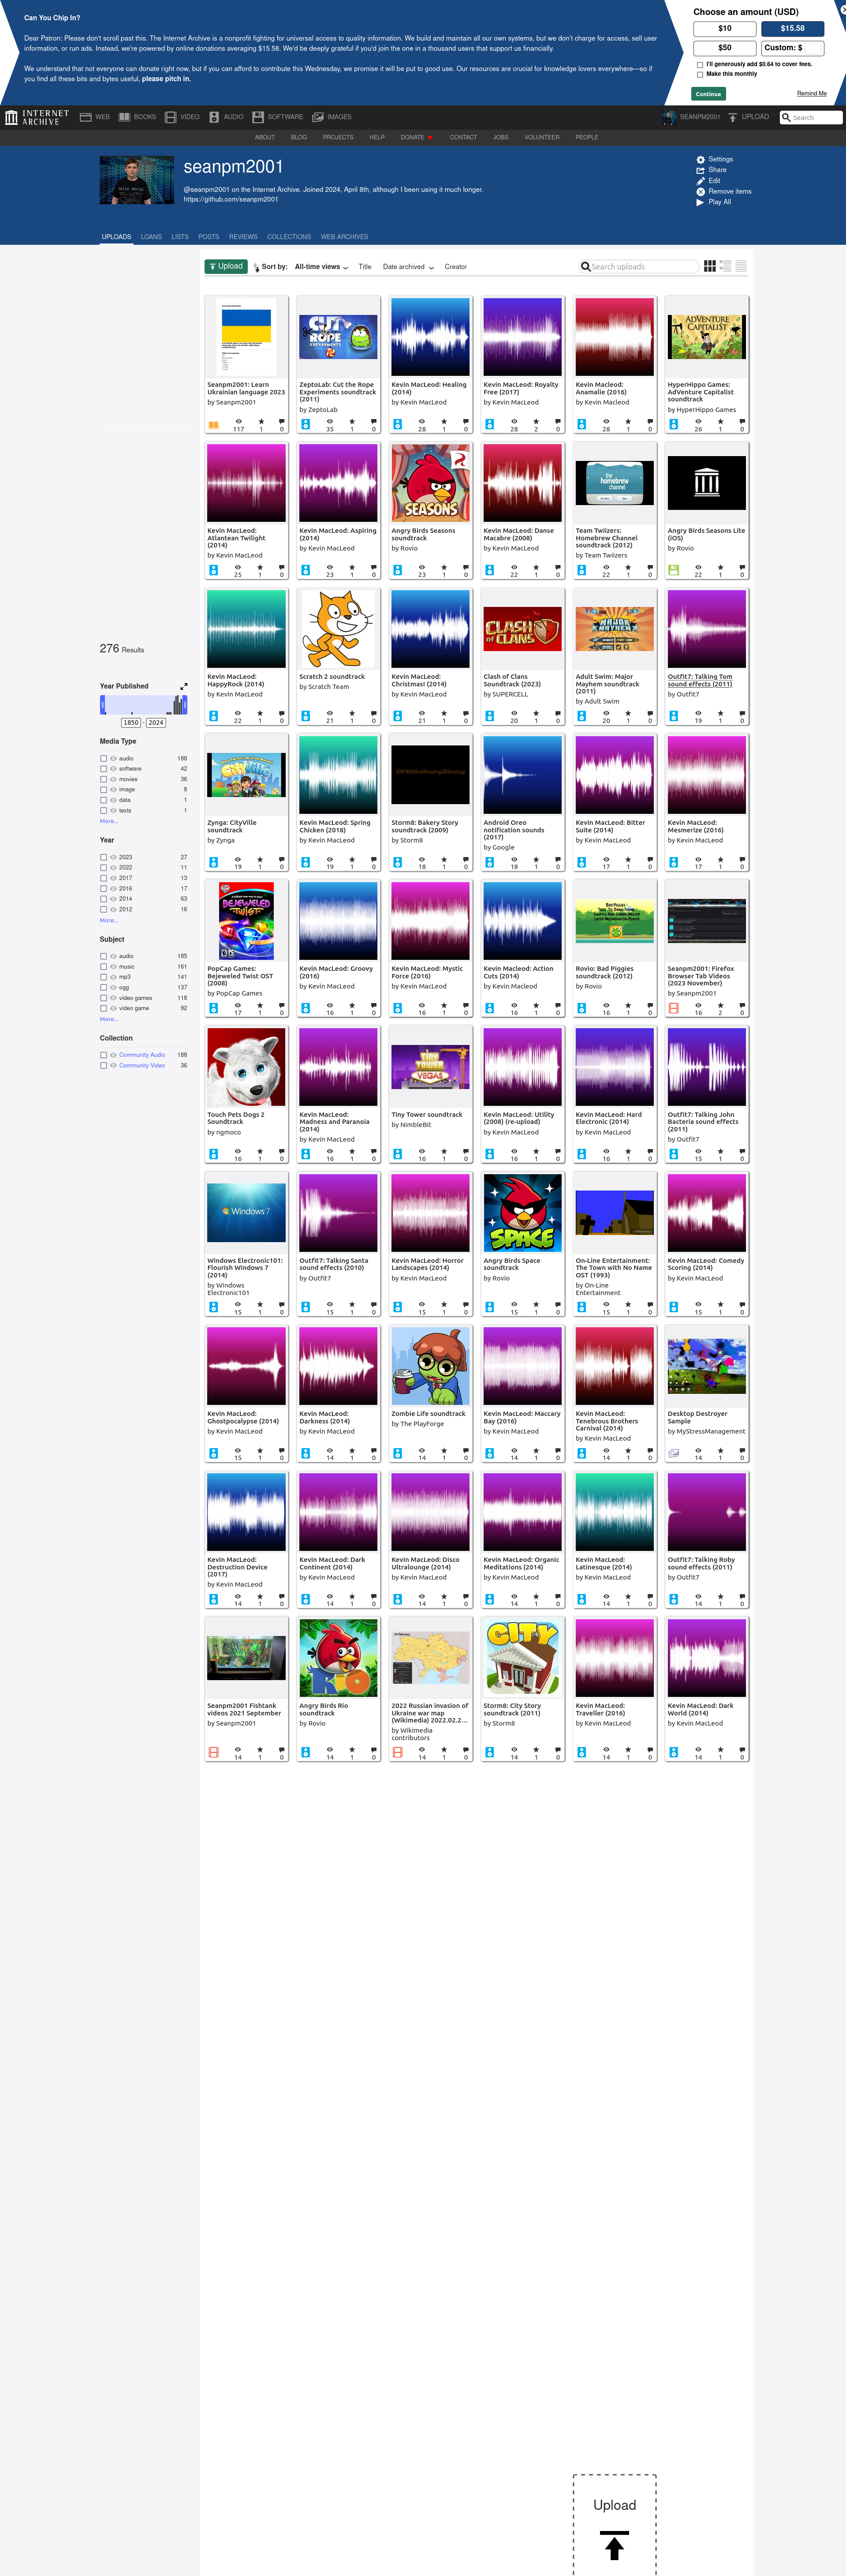 Can You Chip In?
Dear Patron: Please don't scroll past this. The Internet Archive is a nonprofit fighting for universal access to quality information. We build and maintain all our own systems, but we don't charge for access, sell user
information, or run ads. Instead, we're powered by online donations averaging $15.58. We'd be deeply grateful if you'd join the one in a thousand users that support us financially.
We understand that not everyone can donate right now, but if you can afford to contribute this Wednesday, we promise it will be put to good use. Our resources are crucial for knowledge lovers everywhere—so if
you find all these bits and bytes useful, please pitch in.
Choose an amount (USD)
$10 $15.58
$50 Custom: $
I'll generously add $0.64 to cover fees.
Make this monthly
Continue Remind Me
INTERNET ARCHIVE WEB BOOKS VIDEO AUDIO SOFTWARE IMAGES SEANPM2001 UPLOAD Search
ABOUT BLOG PROJECTS HELP DONATE CONTACT JOBS VOLUNTEER PEOPLE
seanpm2001
@seanpm2001 on the Internet Archive. Joined 2024, April 8th, although I been using it much longer.
https://github.com/seanpm2001
Settings
Share
Edit
Remove items
Play All
UPLOADS LOANS LISTS POSTS REVIEWS COLLECTIONS WEB ARCHIVES
Upload Sort by: All-time views Title Date archived Creator Search uploads
276 Results
Year Published
1850 - 2024
Media Type
audio 188
software 42
movies 36
image 8
data 1
texts 1
More...
Year
2023 27
2022 11
2017 13
2016 17
2014 63
2012 16
More...
Subject
audio 185
music 161
mp3 141
ogg 137
video games 118
video game 92
More...
Collection
Community Audio 188
Community Video 36
Seanpm2001: Learn Ukrainian language 2023
by Seanpm2001
117 1 0
CUT THE ROPE EXPERIMENTS
ZeptoLab: Cut the Rope Experiments soundtrack (2011)
by ZeptoLab
35 1 0
Kevin MacLeod: Healing (2014)
by Kevin MacLeod
28 1 0
Kevin MacLeod: Royalty Free (2017)
by Kevin MacLeod
28 2 0
Kevin Macleod: Anamalie (2016)
by Kevin Macleod
28 1 0
ADVENTURE CAPITALIST
HyperHippo Games: AdVenture Capitalist soundtrack
by HyperHippo Games
26 1 0
Kevin MacLeod: Atlantean Twilight (2014)
by Kevin MacLeod
25 1 0
Kevin MacLeod: Aspiring (2014)
by Kevin MacLeod
23 1 0
SEASONS
Angry Birds Seasons soundtrack
by Rovio
23 1 0
Kevin MacLeod: Danse Macabre (2008)
by Kevin MacLeod
22 1 0
the homebrew channel
Team Twiizers: Homebrew Channel soundtrack (2012)
by Team Twiizers
22 1 0
Angry Birds Seasons Lite (iOS)
by Rovio
22 1 0
Kevin MacLeod: HappyRock (2014)
by Kevin MacLeod
22 1 0
Scratch 2 soundtrack
by Scratch Team
21 1 0
Kevin MacLeod: Christmas! (2014)
by Kevin MacLeod
21 1 0
CLASH OF CLANS
Clash of Clans Soundtrack (2023)
by SUPERCELL
20 1 0
MAJOR MAYHEM
Adult Swim: Major Mayhem soundtrack (2011)
by Adult Swim
20 1 0
Outfit7: Talking Tom sound effects (2011)
by Outfit7
19 1 0
CityVille
Zynga: CityVille soundtrack
by Zynga
19 1 0
Kevin MacLeod: Spring Chicken (2018)
by Kevin MacLeod
19 1 0
Storm8: Bakery Story soundtrack (2009)
by Storm8
18 1 0
Android Oreo notification sounds (2017)
by Google
18 1 0
Kevin MacLeod: Bitter Suite (2014)
by Kevin MacLeod
17 1 0
Kevin MacLeod: Mesmerize (2016)
by Kevin MacLeod
17 1 0
BEJEWELED TWIST
PopCap Games: Bejeweled Twist OST (2008)
by PopCap Games
17 1 0
Kevin MacLeod: Groovy (2016)
by Kevin MacLeod
16 1 0
Kevin MacLeod: Mystic Force (2016)
by Kevin MacLeod
16 1 0
Kevin Macleod: Action Cuts (2014)
by Kevin Macleod
16 1 0
Rovio: Bad Piggies soundtrack (2012)
by Rovio
16 1 0
Seanpm2001: Firefox Browser Tab Videos (2023 November)
by Seanpm2001
16 2 0
Touch Pets Dogs 2 Soundtrack
by ngmoco
16 1 0
Kevin MacLeod: Madness and Paranoia (2014)
by Kevin MacLeod
16 1 0
TINY TOWER VEGAS
Tiny Tower soundtrack
by NimbleBit
16 1 0
Kevin MacLeod: Utility (2008) (re-upload)
by Kevin MacLeod
16 1 0
Kevin MacLeod: Hard Electronic (2014)
by Kevin MacLeod
16 1 0
Outfit7: Talking John Bacteria sound effects (2011)
by Outfit7
15 1 0
Windows 7
Windows Electronic101: Flourish Windows 7 (2014)
by Windows Electronic101
15 1 0
Outfit7: Talking Santa sound effects (2010)
by Outfit7
15 1 0
Kevin MacLeod: Horror Landscapes (2014)
by Kevin MacLeod
15 1 0
SPACE
Angry Birds Space soundtrack
by Rovio
15 1 0
On-Line Entertainment: The Town with No Name OST (1993)
by On-Line Entertainment
15 1 0
Kevin MacLeod: Comedy Scoring (2014)
by Kevin MacLeod
15 1 0
Kevin MacLeod: Ghostpocalypse (2014)
by Kevin MacLeod
15 1 0
Kevin MacLeod: Darkness (2014)
by Kevin MacLeod
14 1 0
Zombie Life soundtrack
by The PlayForge
14 1 0
Kevin MacLeod: Maccary Bay (2016)
by Kevin MacLeod
14 1 0
Kevin MacLeod: Tenebrous Brothers Carnival (2014)
by Kevin MacLeod
14 1 0
Desktop Destroyer Sample
by MyStressManagement
14 1 0
Kevin MacLeod: Destruction Device (2017)
by Kevin MacLeod
14 1 0
Kevin MacLeod: Dark Continent (2014)
by Kevin MacLeod
14 1 0
Kevin MacLeod: Disco Ultralounge (2014)
by Kevin MacLeod
14 1 0
Kevin MacLeod: Organic Meditations (2014)
by Kevin MacLeod
14 1 0
Kevin MacLeod: Latinesque (2014)
by Kevin MacLeod
14 1 0
Outfit7: Talking Roby sound effects (2011)
by Outfit7
14 1 0
Seanpm2001 Fishtank videos 2021 September
by Seanpm2001
14 1 0
RIO
Angry Birds Rio soundtrack
by Rovio
14 1 0
2022 Russian invasion of Ukraine war map (Wikimedia) 2022.02.2...
by Wikimedia contributors
14 1 0
CITY
Storm8: City Story soundtrack (2011)
by Storm8
14 1 0
Kevin MacLeod: Traveller (2016)
by Kevin MacLeod
14 1 0
Kevin MacLeod: Dark World (2014)
by Kevin MacLeod
14 1 0
Upload